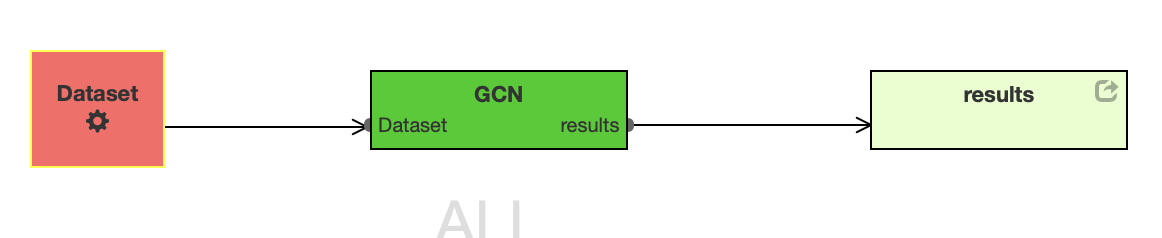 Dataset
GCN
Dataset results
results